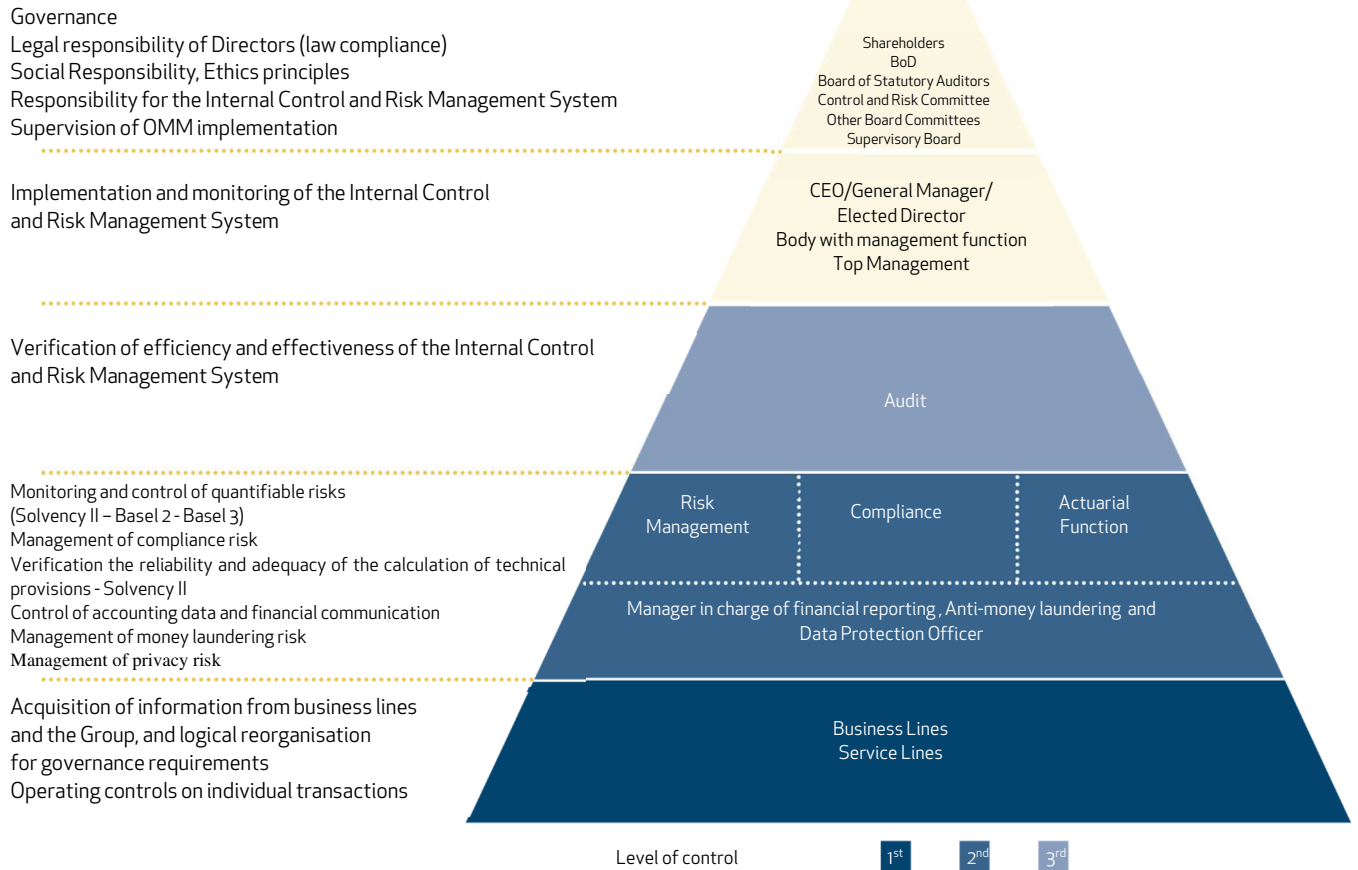 Governance
Legal responsibility of Directors (law compliance)
Social Responsibility, Ethics principles
Responsibility for the Internal Control and Risk Management System
Supervision of OMM implementation
Shareholders
BoD
Board of Statutory Auditors
Control and Risk Committee
Other Board Committees
Supervisory Board
Implementation and monitoring of the Internal Control
and Risk Management System
CEO/General Manager/
Elected Director
Body with management function
Top Management
Verification of efficiency and effectiveness of the Internal Control
and Risk Management System
Audit
Monitoring and control of quantifiable risks
(Solvency II – Basel 2 - Basel 3)
Management of compliance risk
Verification the reliability and adequacy of the calculation of technical
provisions - Solvency II
Control of accounting data and financial communication
Management of money laundering risk
Management of privacy risk
Risk
Management
Compliance
Actuarial
Function
Manager in charge of financial reporting , Anti-money laundering and
Data Protection Officer
Acquisition of information from business lines
and the Group, and logical reorganisation
for governance requirements
Operating controls on individual transactions
Business Lines
Service Lines
Level of control 1st 2nd 3rd